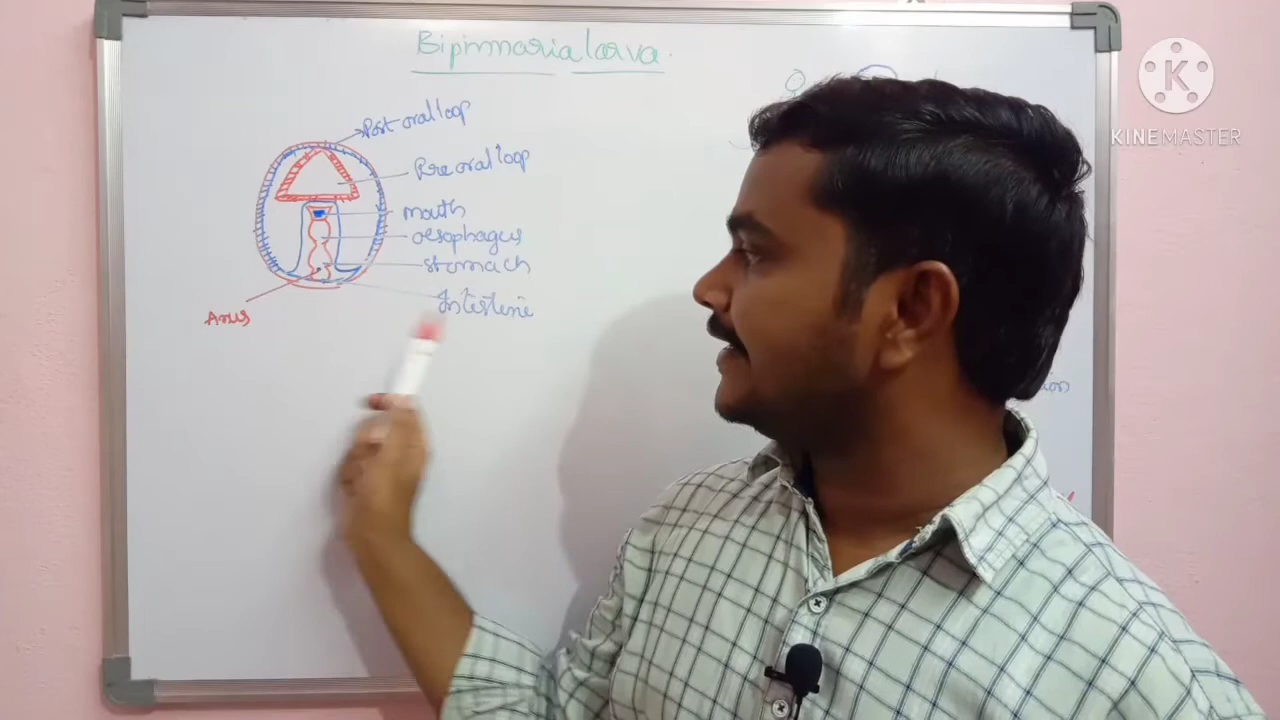 Bipinnaria larva.
Post oral loop
Pre oral loop
mouth
oesophagus
stomach
Intestine
Anus
K
KINEMASTER